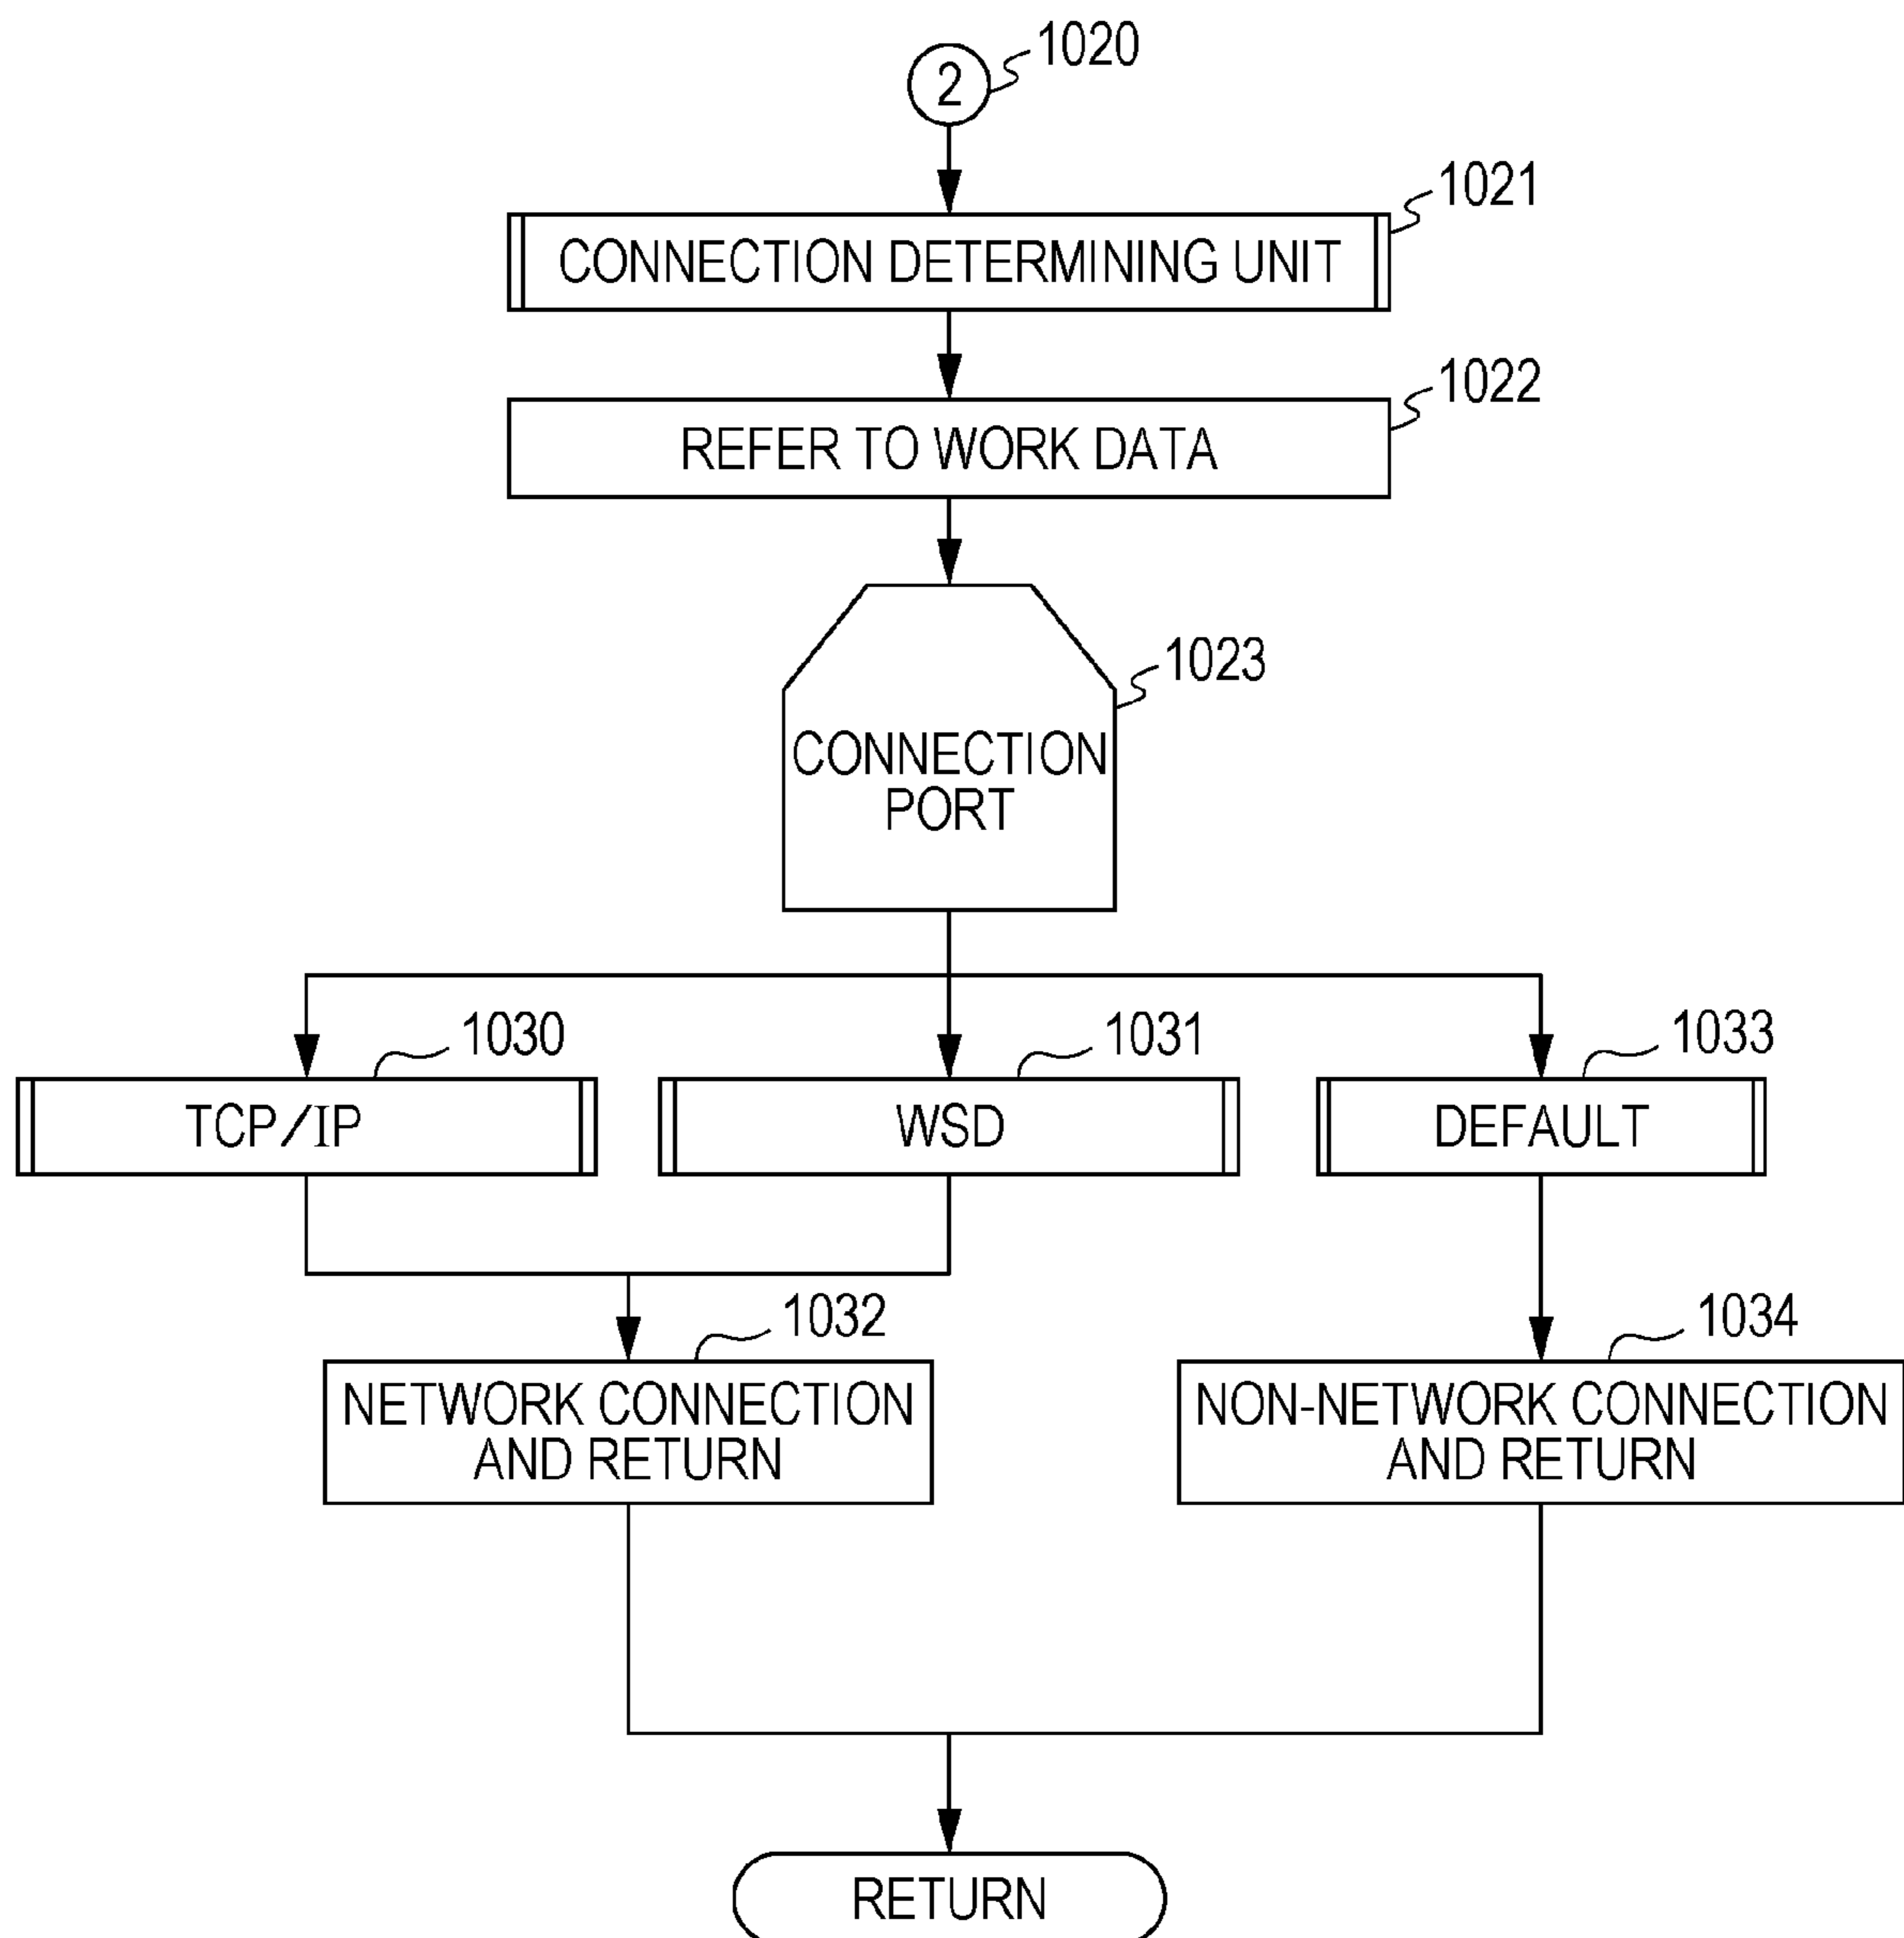 2
1020
1021
CONNECTION DETERMINING UNIT
1022
REFER TO WORK DATA
1023
CONNECTION
PORT
1030
1031
1033
TCP/IP
WSD
DEFAULT
1032
1034
NETWORK CONNECTION
AND RETURN
NON-NETWORK CONNECTION
AND RETURN
RETURN